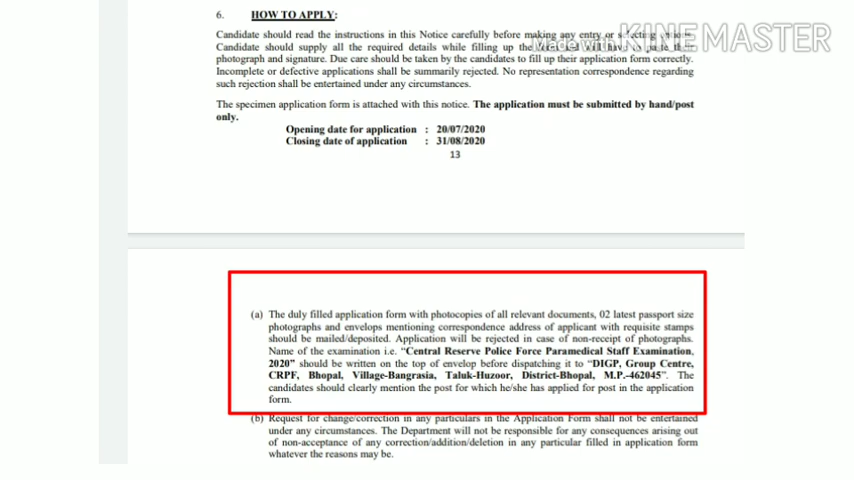 6. HOW TO APPLY:
Candidate should read the instructions in this Notice carefully before making any entry or selecting options.
Candidate should supply all the required details while filling up the form and will have to paste their
photograph and signature. Due care should be taken by the candidates to fill up their application form correctly.
Incomplete or defective applications shall be summarily rejected. No representation correspondence regarding
such rejection shall be entertained under any circumstances.
The specimen application form is attached with this notice. The application must be submitted by hand/post
only.
Opening date for application : 20/07/2020
Closing date of application : 31/08/2020
13
Made with KINEMASTER
(a) The duly filled application form with photocopies of all relevant documents, 02 latest passport size
photographs and envelops mentioning correspondence address of applicant with requisite stamps
should be mailed/deposited. Application will be rejected in case of non-receipt of photographs.
Name of the examination i.e. “Central Reserve Police Force Paramedical Staff Examination,
2020” should be written on the top of envelop before dispatching it to “DIGP, Group Centre,
CRPF, Bhopal, Village-Bangrasia, Taluk-Huzoor, District-Bhopal, M.P.-462045”. The
candidates should clearly mention the post for which he/she has applied for post in the application
form.
(b) Request for change/correction in any particulars in the Application Form shall not be entertained
under any circumstances. The Department will not be responsible for any consequences arising out
of non-acceptance of any correction/addition/deletion in any particular filled in application form
whatever the reasons may be.